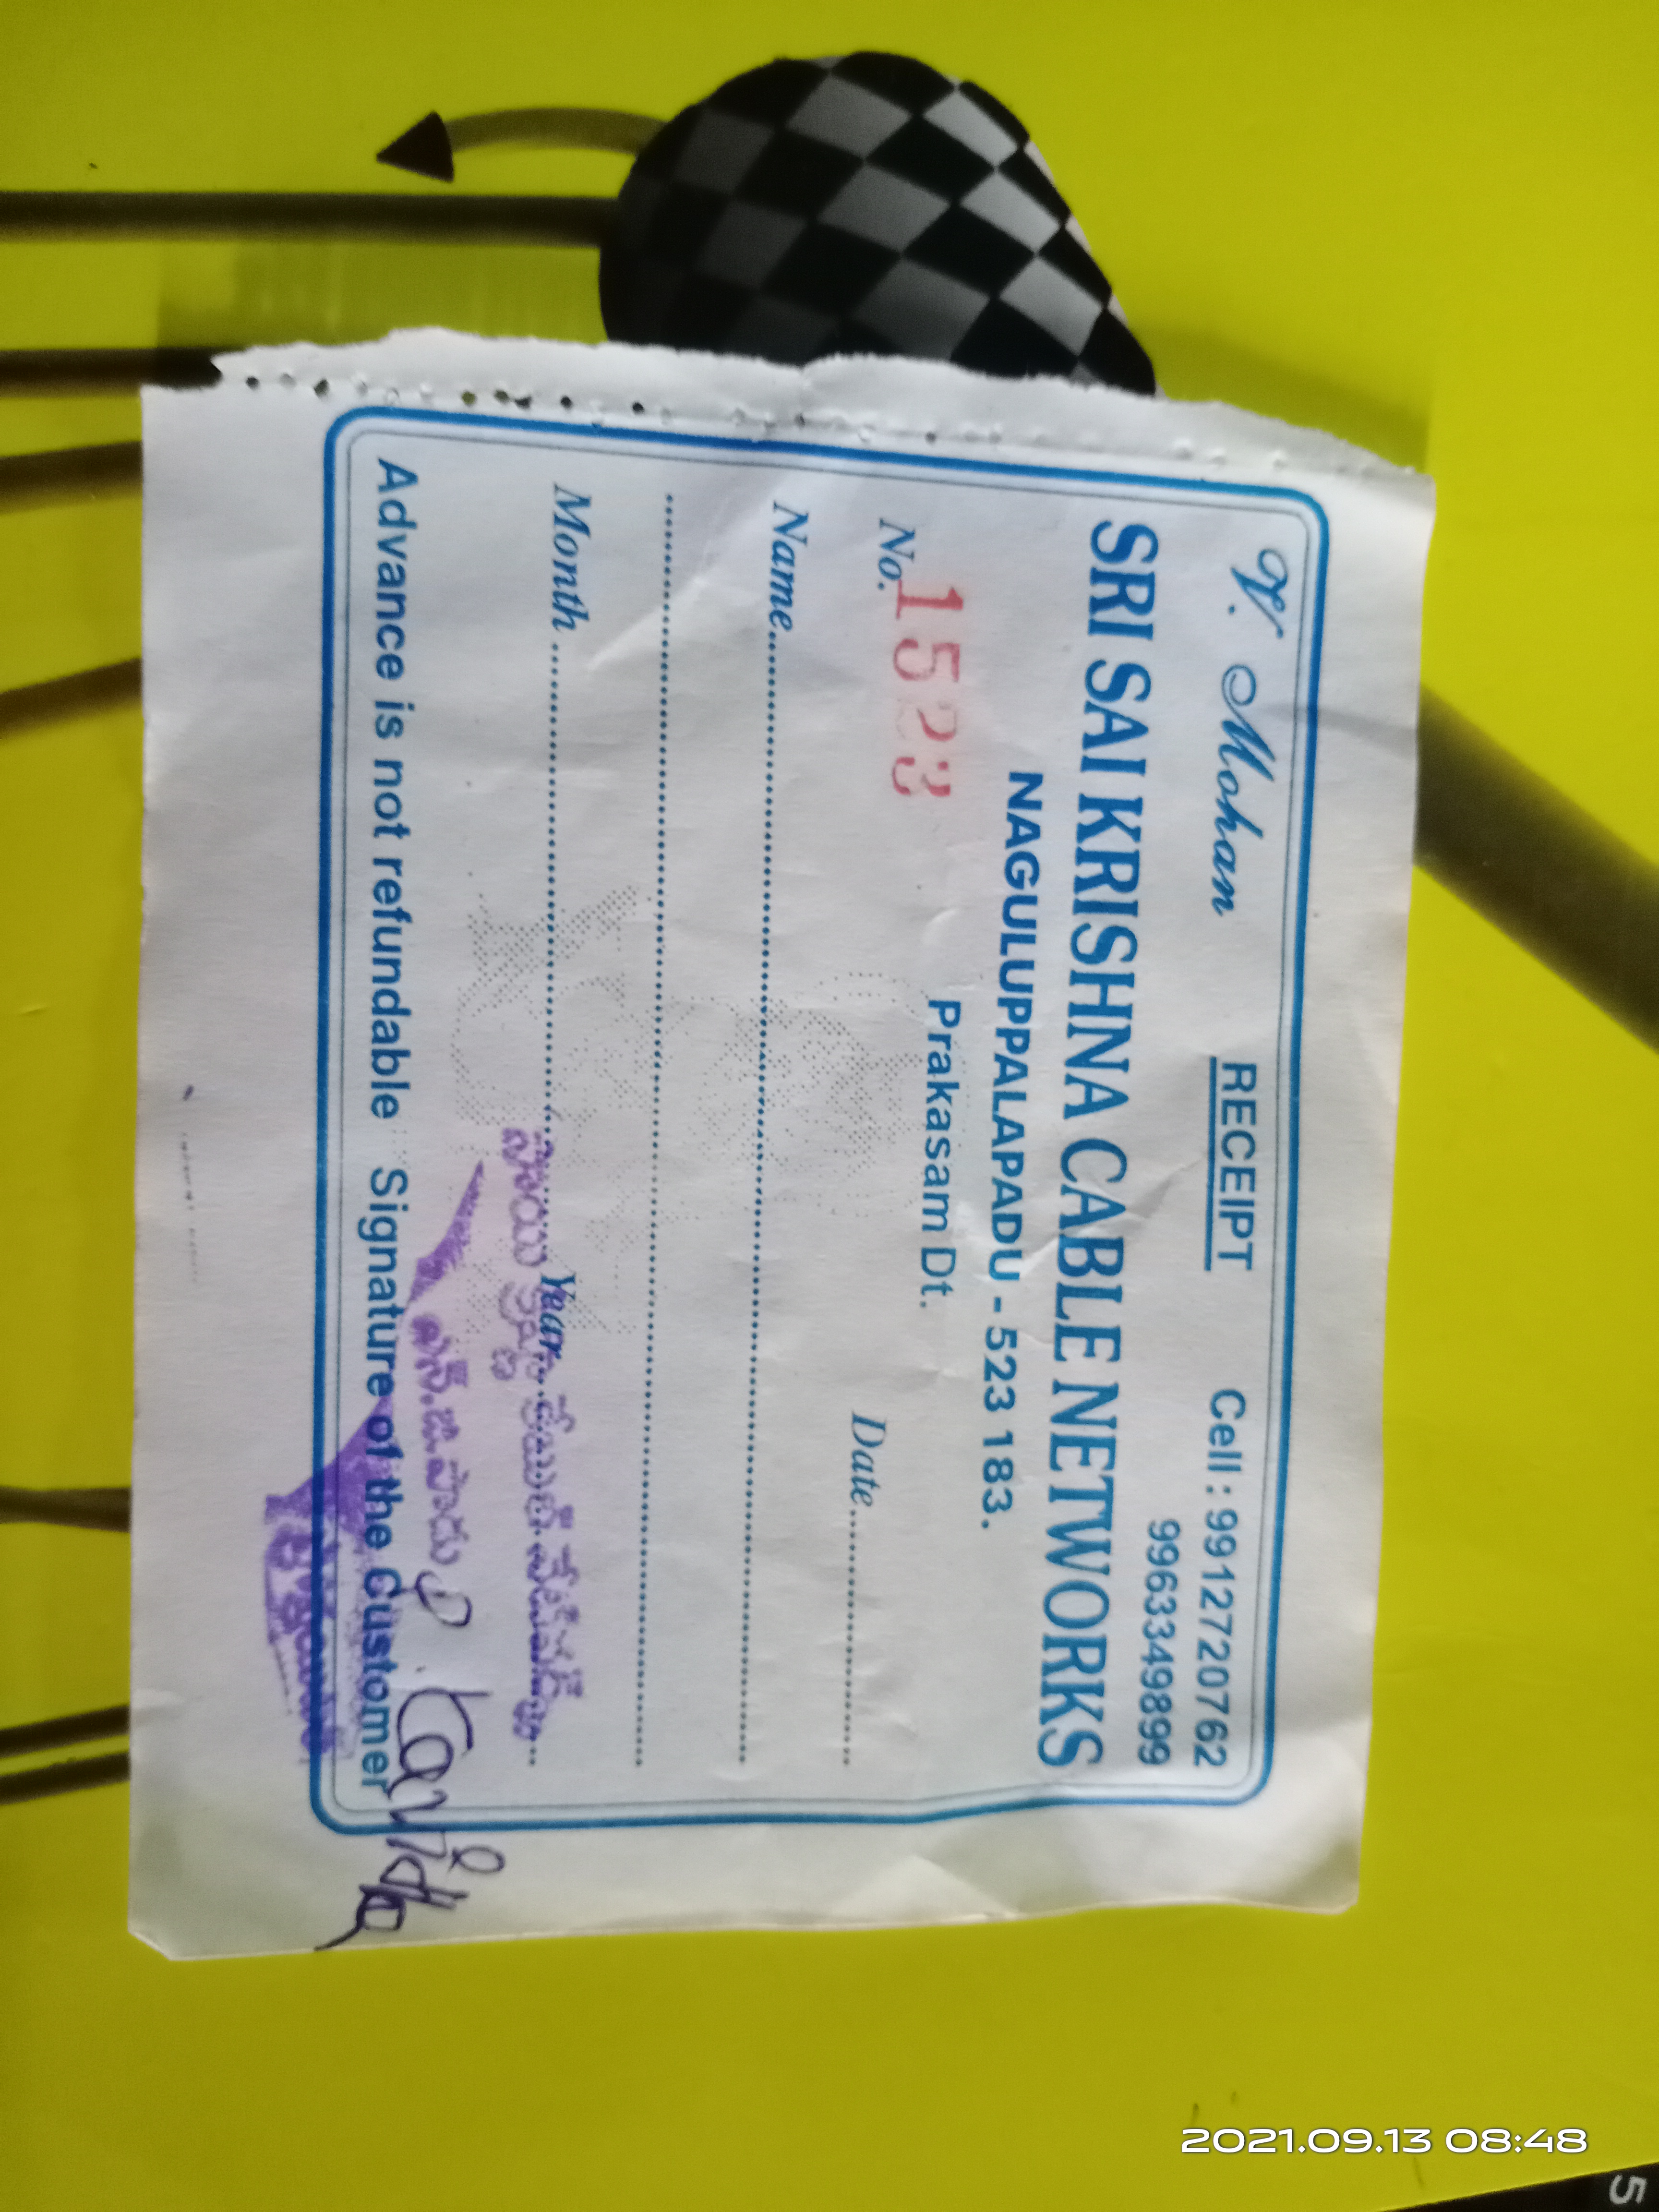 V. Mohan RECEIPT Cell : 9912720762
9963349899
SRI SAI KRISHNA CABLE NETWORKS
NAGULUPPALAPADU - 523 183.
Prakasam Dt.
No. 1523
Date......................
Name..........................................................................................
..........................................................................................
Month ........................................ Year..............................
సాయి కృష్ణ కేబుల్ నేట్‌వర్క్స్
ఎన్.జి.పాడు P. Kavitha
Advance is not refundable Signature of the Customer
2021.09.13 08:48
5